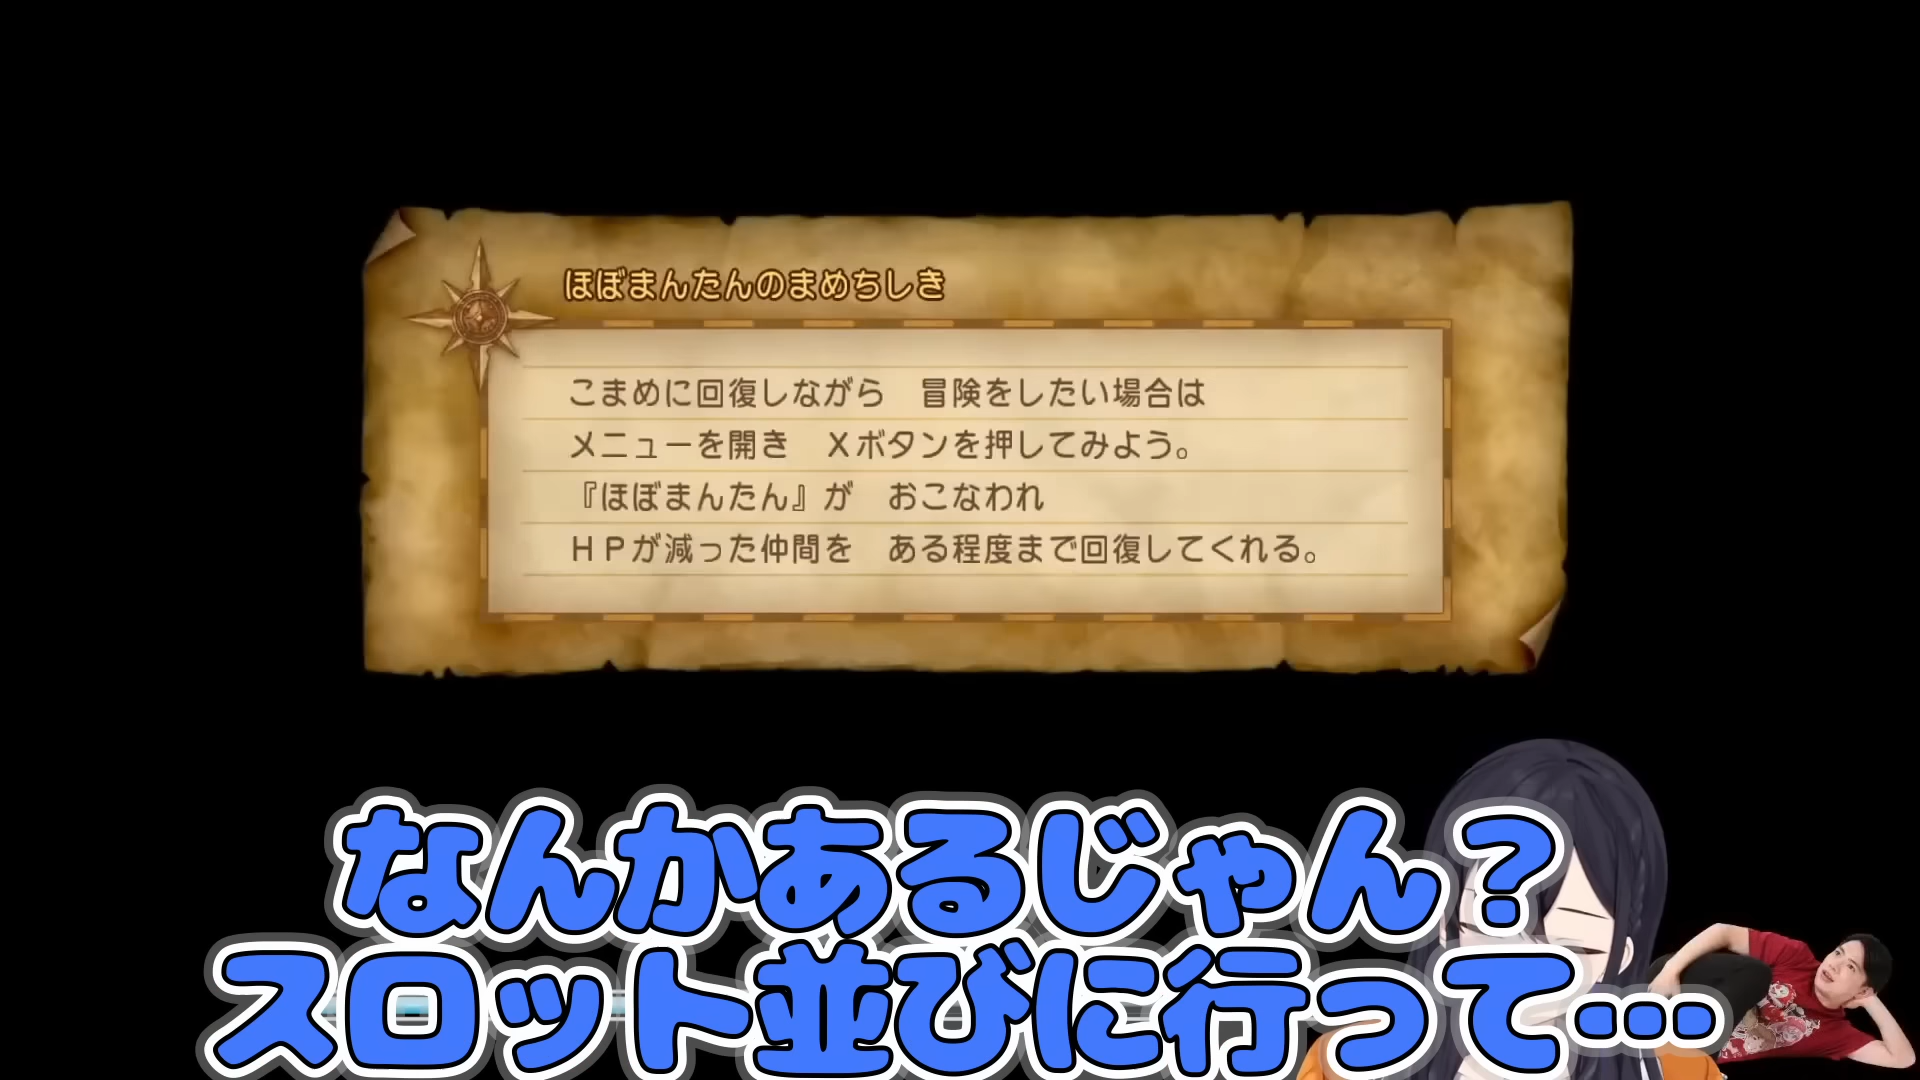 ほぼまんたんのまめちしき
こまめに回復しながら　冒険をしたい場合は
メニューを開き　Ｘボタンを押してみよう。
『ほぼまんたん』が　おこなわれ
ＨＰが減った仲間を　ある程度まで回復してくれる。
なんかあるじゃん？
スロット並びに行って…